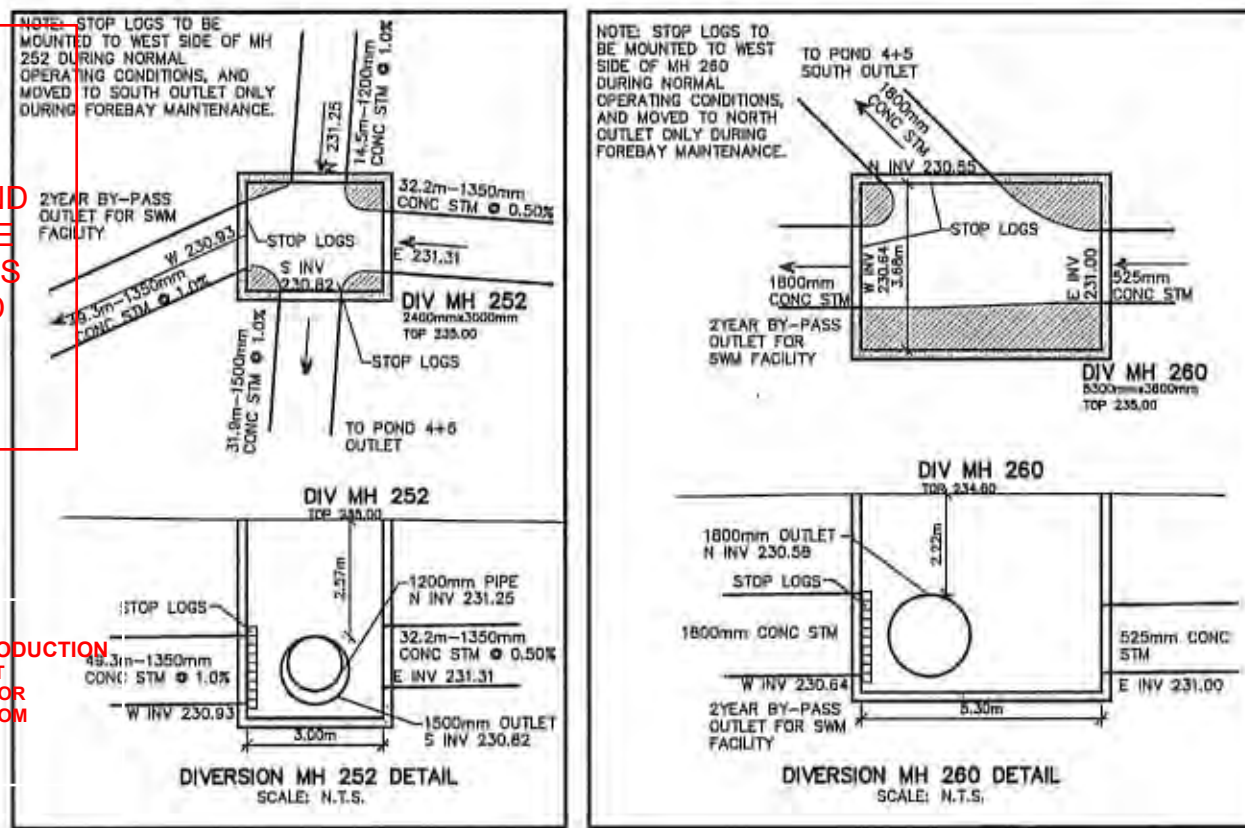 NOTE: STOP LOGS TO BE
MOUNTED TO WEST SIDE OF MH
252 DURING NORMAL
OPERATING CONDITIONS, AND
MOVED TO SOUTH OUTLET ONLY
DURING FOREBAY MAINTENANCE.
N 231.25
14.5m-1200mm
CONC STM @ 1.0%
2YEAR BY-PASS
OUTLET FOR SWM
FACILITY
32.2m-1350mm
CONC STM @ 0.50%
W 230.93
STOP LOGS
E 231.31
S INV
230.82
49.3m-1350mm
CONC STM @ 1.0%
DIV MH 252
2400mmx3000mm
TOP 235.00
STOP LOGS
31.9m-1500mm
CONC STM @ 1.0%
TO POND 4+5
OUTLET
DIV MH 252
TOP 235.00
2.57m
1200mm PIPE
N INV 231.25
STOP LOGS
32.2m-1350mm
CONC STM @ 0.50%
49.3m-1350mm
CONC STM @ 1.0%
E INV 231.31
W INV 230.93
1500mm OUTLET
S INV 230.82
3.00m
DIVERSION MH 252 DETAIL
SCALE: N.T.S.
NOTE: STOP LOGS TO
BE MOUNTED TO WEST
SIDE OF MH 260
DURING NORMAL
OPERATING CONDITIONS,
AND MOVED TO NORTH
OUTLET ONLY DURING
FOREBAY MAINTENANCE.
TO POND 4+5
SOUTH OUTLET
1800mm
CONC STM
N INV 230.55
STOP LOGS
W INV
230.64
3.68m
E INV
231.00
1800mm
CONC STM
525mm
CONC STM
2YEAR BY-PASS
OUTLET FOR
SWM FACILITY
DIV MH 260
5300mmx3600mm
TOP 235.00
DIV MH 260
TOP 234.60
1800mm OUTLET
N INV 230.58
2.22m
STOP LOGS
1800mm CONC STM
525mm CONC
STM
W INV 230.64
E INV 231.00
2YEAR BY-PASS
OUTLET FOR SWM
FACILITY
5.30m
DIVERSION MH 260 DETAIL
SCALE: N.T.S.
ODUCTION
OR
OM